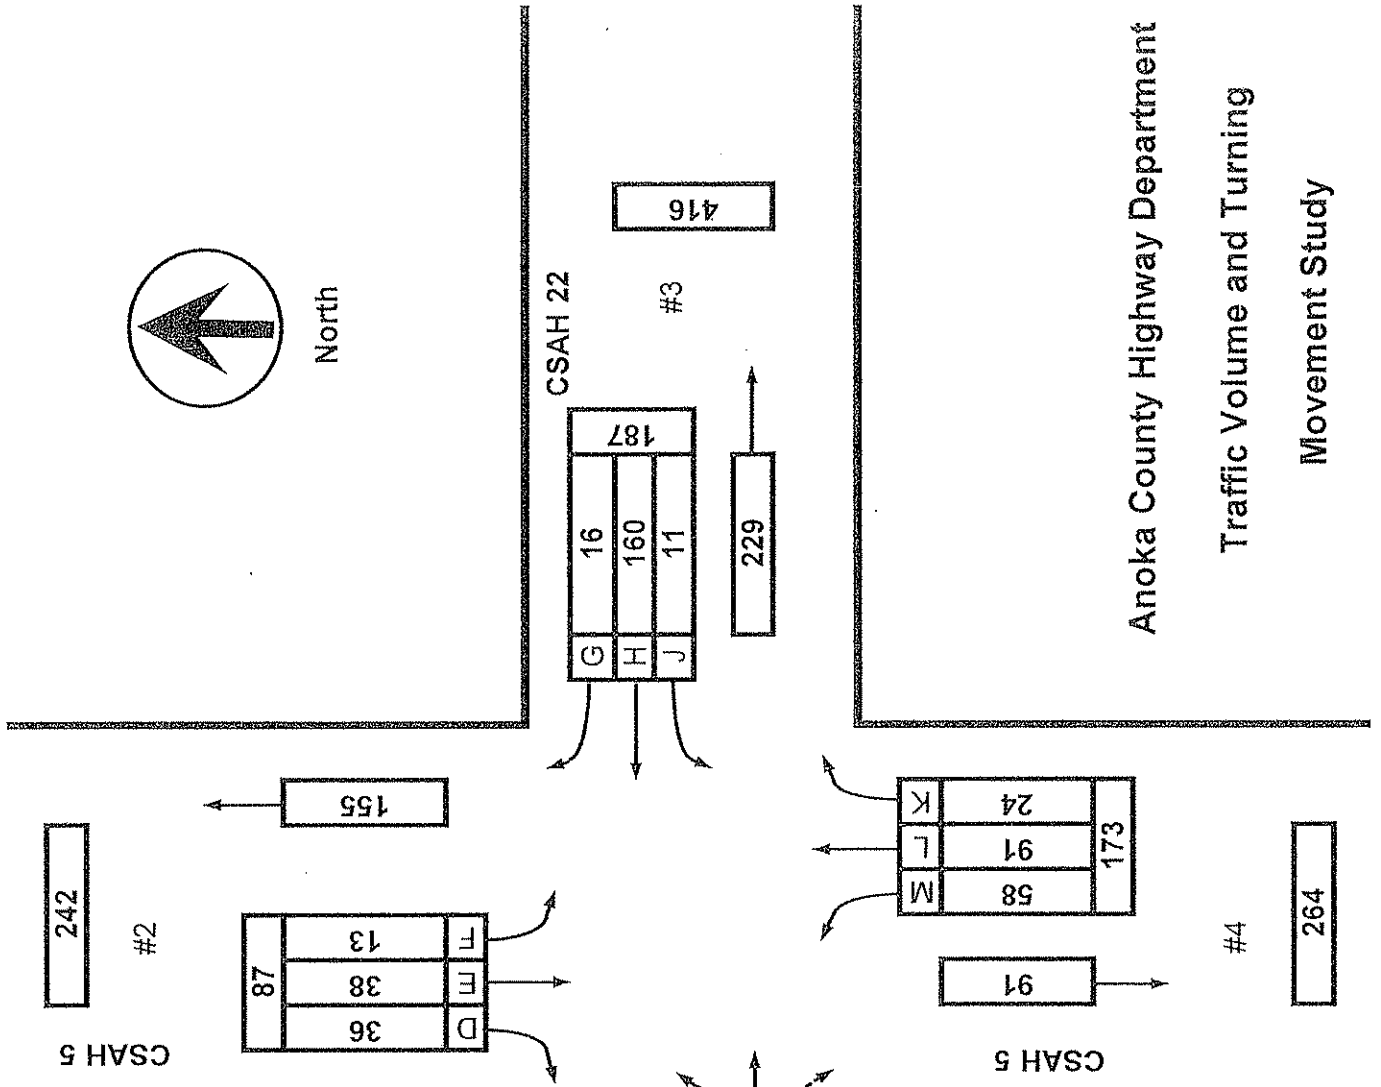 North
CSAH 5
242
#2
155
87
36
38
13
D
E
F
CSAH 22
#3
416
G 16
H 160
J 11
187
229
M
L
K
58
91
24
173
91
#4
264
CSAH 5
Anoka County Highway Department
Traffic Volume and Turning
Movement Study